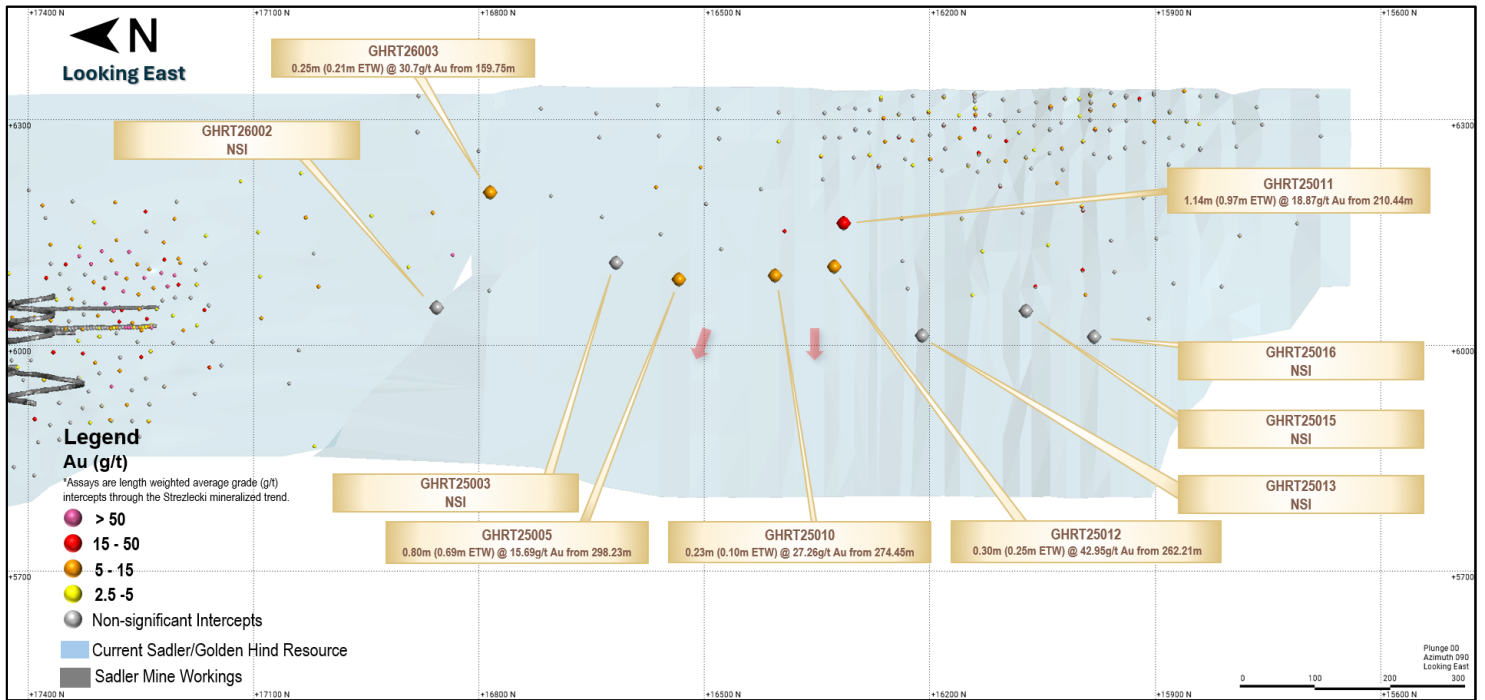 +17400 N
+17100 N
+16800 N
+16500 N
+16200 N
+15900 N
+15600 N
N
Looking East
GHRT26003
0.25m (0.21m ETW) @ 30.7g/t Au from 159.75m
+6300
+6300
GHRT26002
NSI
GHRT25011
1.14m (0.97m ETW) @ 18.87g/t Au from 210.44m
+6000
+6000
GHRT25016
NSI
GHRT25015
NSI
GHRT25003
NSI
GHRT25013
NSI
GHRT25005
0.80m (0.69m ETW) @ 15.69g/t Au from 298.23m
GHRT25010
0.23m (0.10m ETW) @ 27.26g/t Au from 274.45m
GHRT25012
0.30m (0.25m ETW) @ 42.95g/t Au from 262.21m
+5700
+5700
Legend
Au (g/t)
*Assays are length weighted average grade (g/t)
intercepts through the Strezlecki mineralized trend.
> 50
15 - 50
5 - 15
2.5 -5
Non-significant Intercepts
Current Sadler/Golden Hind Resource
Sadler Mine Workings
Plunge 00
Azimuth 090
Looking East
0 100 200 300
+17400 N
+17100 N
+16800 N
+16500 N
+16200 N
+15900 N
+15600 N